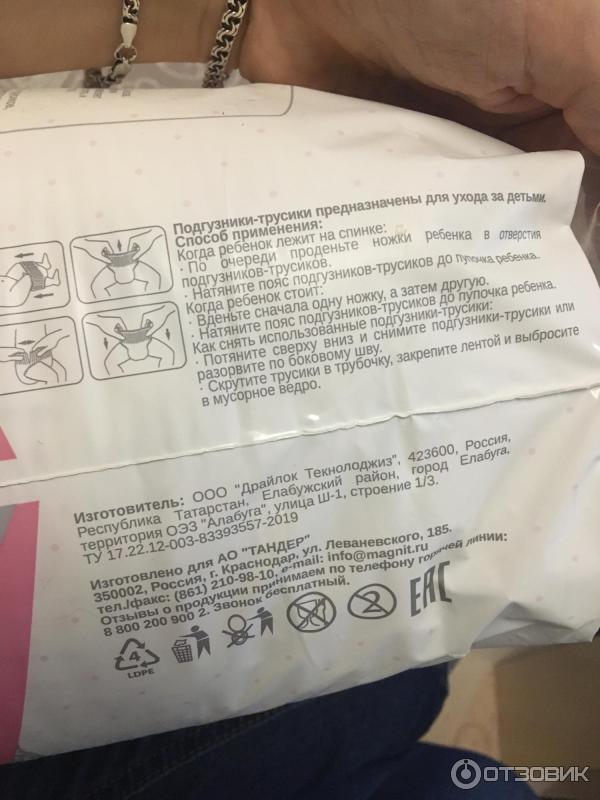 Подгузники-трусики предназначены для ухода за детьми.
Способ применения:
Когда ребенок лежит на спинке:
· По очереди проденьте ножки ребенка в отверстия
подгузников-трусиков.
· Натяните пояс подгузников-трусиков до пупочка ребенка.
Когда ребенок стоит:
· Вденьте сначала одну ножку, а затем другую.
· Натяните пояс подгузников-трусиков до пупочка ребенка.
Как снять использованные подгузники-трусики:
· Потяните сверху вниз и снимите подгузники-трусики или
разорвите по боковому шву.
· Скрутите трусики в трубочку, закрепите лентой и выбросите
в мусорное ведро.
Изготовитель: ООО "Драйлок Текнолоджиз", 423600, Россия,
Республика Татарстан, Елабужский район, город Елабуга,
территория ОЭЗ "Алабуга", улица Ш-1, строение 1/3.
ТУ 17.22.12-003-83393557-2019
Изготовлено для АО "ТАНДЕР"
350002, Россия, г. Краснодар, ул. Леваневского, 185.
тел./факс: (861) 210-98-10, e-mail: info@magnit.ru
Отзывы о продукции принимаем по телефону горячей линии:
8 800 200 900 2. Звонок бесплатный.
4
LDPE
2
EAC
ОТЗОВИК